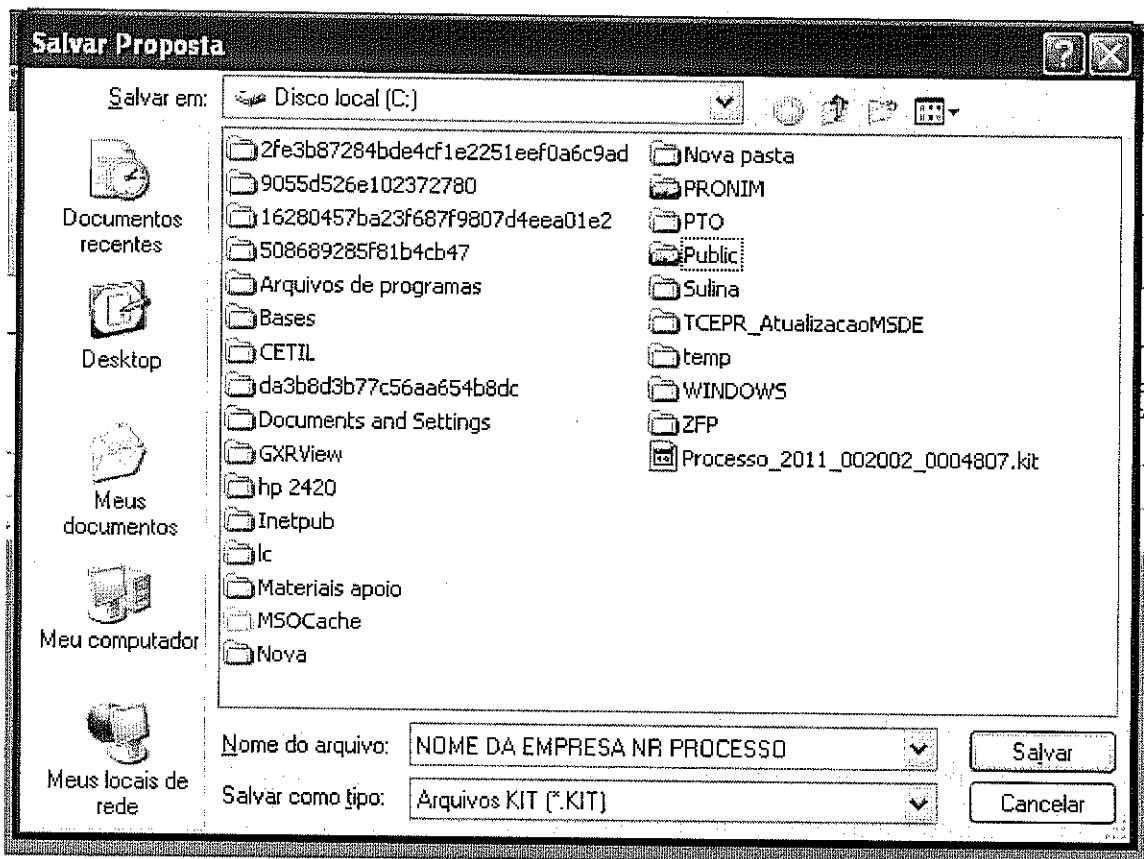 Salvar Proposta
Salvar em:
Disco local (C:)
2fe3b87284bde4cf1e2251eef0a6c9ad
9055d526e102372780
16280457ba23f687f9807d4eea01e2
508689285f81b4cb47
Arquivos de programas
Bases
CETIL
da3b8d3b77c56aa654b8dc
Documents and Settings
GXRView
hp 2420
Inetpub
lc
Materiais apoio
MSOCache
Nova
Nova pasta
PRONIM
PTO
Public
Sulina
TCEPR_AtualizacaoMSDE
temp
WINDOWS
ZFP
Processo_2011_002002_0004807.kit
Documentos
recentes
Desktop
Meus
documentos
Meu computador
Meus locais de
rede
Nome do arquivo:
NOME DA EMPRESA NR PROCESSO
Salvar
Salvar como tipo:
Arquivos KIT (*.KIT)
Cancelar